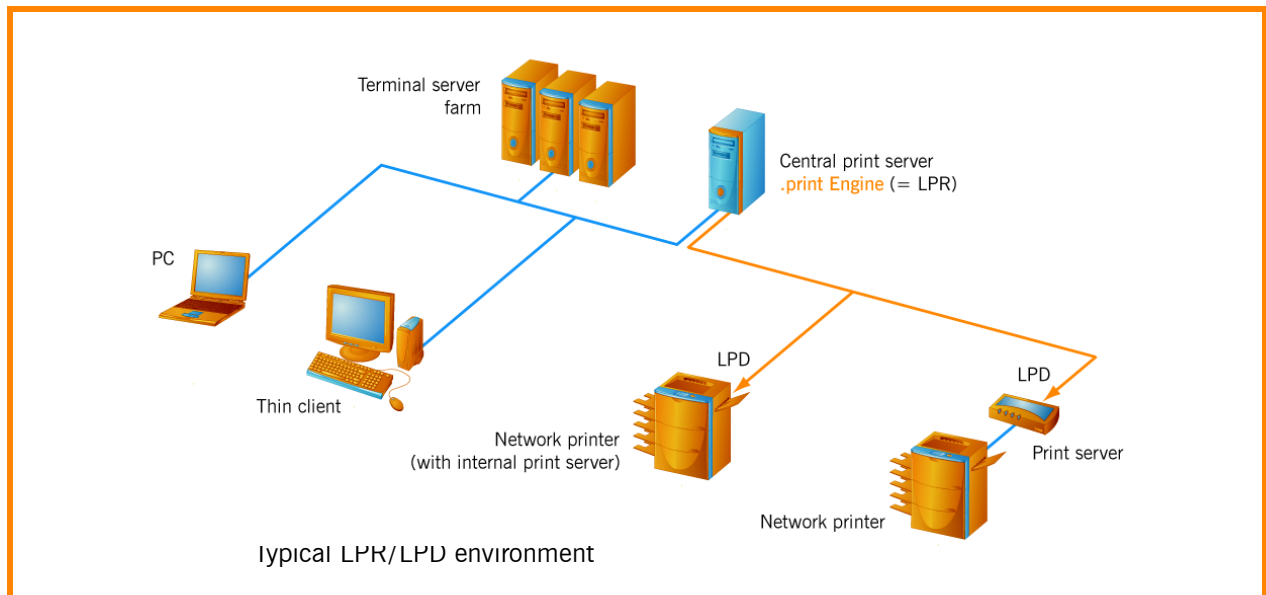 Terminal server
farm
Central print server
.print Engine (= LPR)
PC
Thin client
LPD
Network printer
(with internal print server)
LPD
Print server
Network printer
Typical LPR/LPD environment